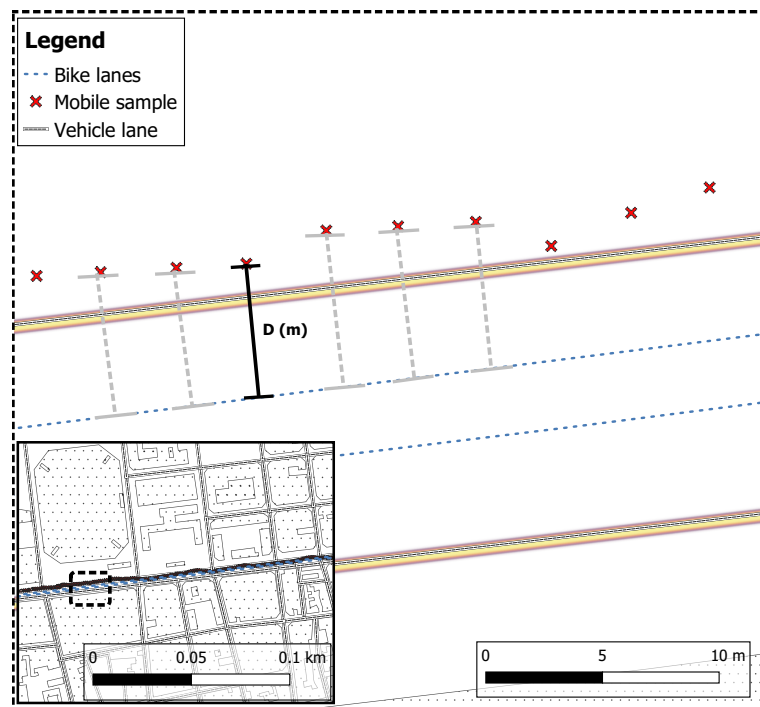 Legend
Bike lanes
Mobile sample
Vehicle lane
D (m)
0 0.05 0.1 km
0 5 10 m